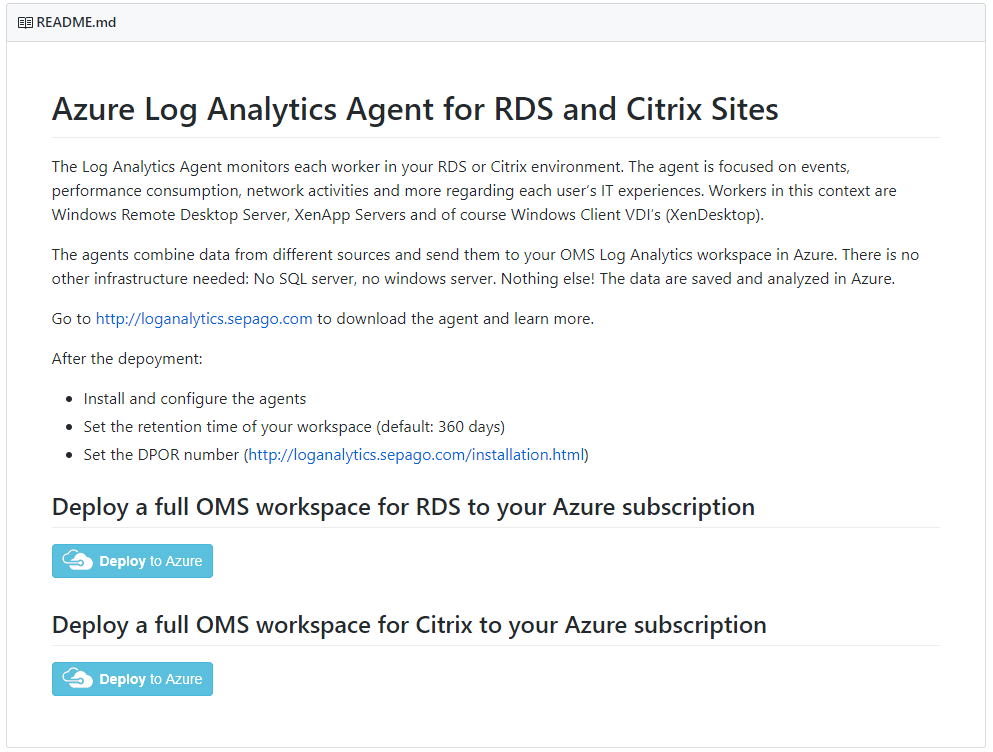 README.md
Azure Log Analytics Agent for RDS and Citrix Sites
The Log Analytics Agent monitors each worker in your RDS or Citrix environment. The agent is focused on events,
performance consumption, network activities and more regarding each user’s IT experiences. Workers in this context are
Windows Remote Desktop Server, XenApp Servers and of course Windows Client VDI’s (XenDesktop).
The agents combine data from different sources and send them to your OMS Log Analytics workspace in Azure. There is no
other infrastructure needed: No SQL server, no windows server. Nothing else! The data are saved and analyzed in Azure.
Go to http://loganalytics.sepago.com to download the agent and learn more.
After the depoyment:
• Install and configure the agents
• Set the retention time of your workspace (default: 360 days)
• Set the DPOR number (http://loganalytics.sepago.com/installation.html)
Deploy a full OMS workspace for RDS to your Azure subscription
Deploy to Azure
Deploy a full OMS workspace for Citrix to your Azure subscription
Deploy to Azure